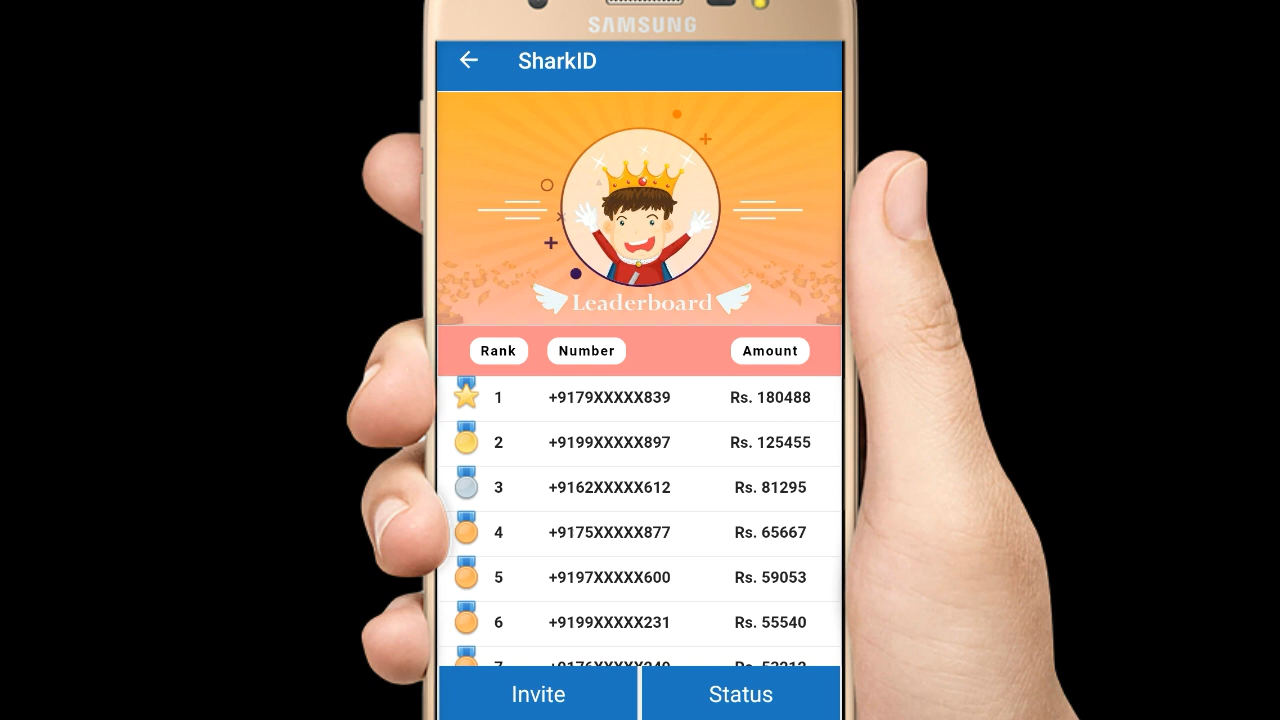 SAMSUNG
SharkID
Leaderboard
Rank Number Amount
1 +9179XXXXX839 Rs. 180488
2 +9199XXXXX897 Rs. 125455
3 +9162XXXXX612 Rs. 81295
4 +9175XXXXX877 Rs. 65667
5 +9197XXXXX600 Rs. 59053
6 +9199XXXXX231 Rs. 55540
Invite Status